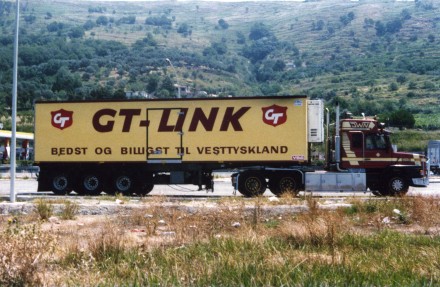 GT GT-LINK GT
BEDST OG BILLIGST TIL VESTTYSKLAND